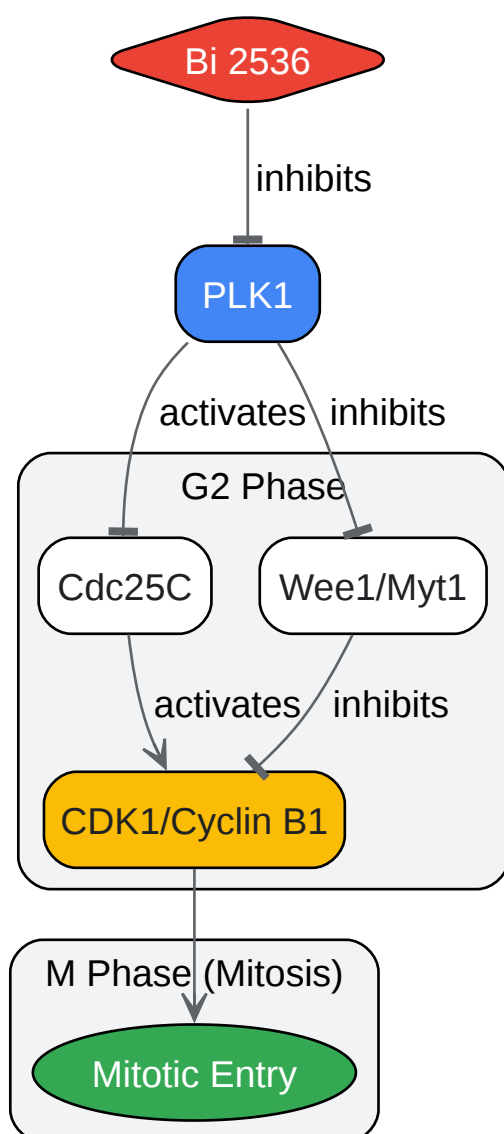 Bi 2536
inhibits
PLK1
activates inhibits
G2 Phase
Cdc25C Wee1/Myt1
activates inhibits
CDK1/Cyclin B1
M Phase (Mitosis)
Mitotic Entry